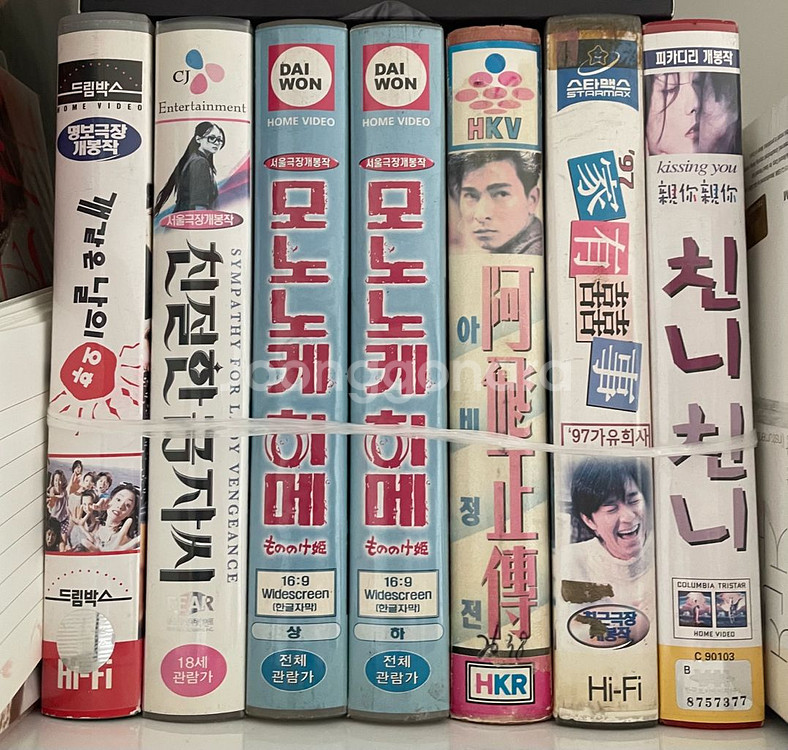 드림박스
HOME VIDEO
명보극장
개봉작
개같은 날의
오후
드림박스
Hi-Fi
CJ
Entertainment
서울극장개봉작
친절한 금자씨
SYMPATHY FOR LADY VENGEANCE
18세
관람가
DAI
WON
HOME VIDEO
서울극장개봉작
모노노케 히메
もののけ姫
16:9
Widescreen
(한글자막)
상
전체
관람가
DAI
WON
HOME VIDEO
서울극장개봉작
모노노케 히메
もののけ姫
16:9
Widescreen
(한글자막)
하
전체
관람가
HKV
阿飛正傳
아비정전
2638
HKR
스타맥스
STARMAX
'97
家有囍事
'97가유희사
Hi-Fi
피카디리 개봉작
kissing you
親你親你
친니친니
COLUMBIA TRISTAR
HOME VIDEO
C 90103
B
8757377
joonggonara